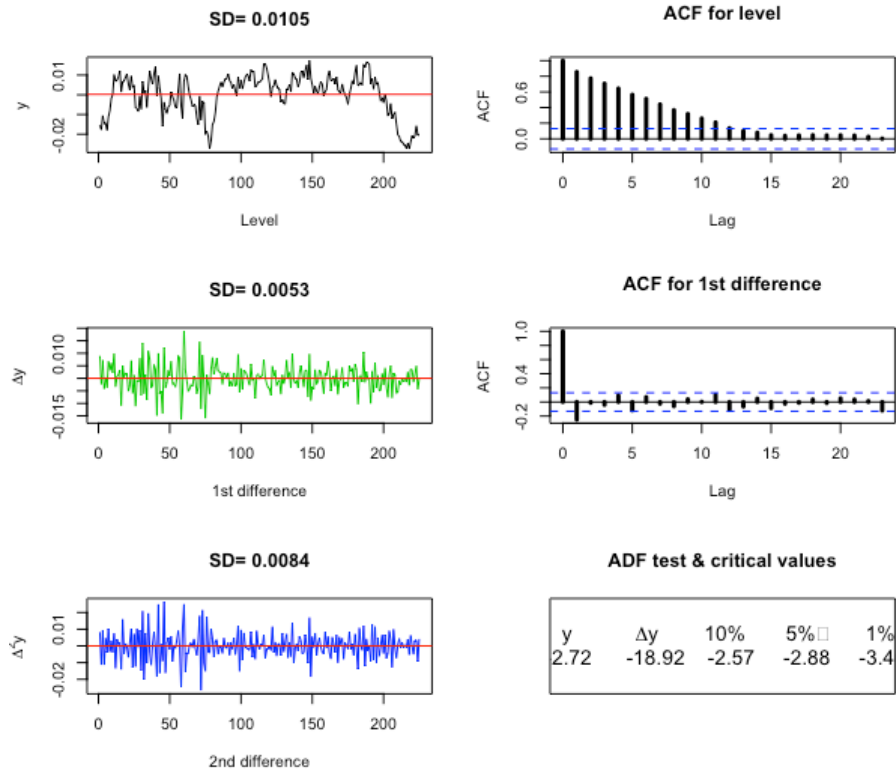 SD= 0.0105
y
0.01
-0.02
0 50 100 150 200
Level
ACF for level
ACF
0.6
0.0
0 5 10 15 20
Lag
SD= 0.0053
Δy
0.010
-0.015
0 50 100 150 200
1st difference
ACF for 1st difference
ACF
1.0
0.4
-0.2
0 5 10 15 20
Lag
SD= 0.0084
Δ²y
0.01
-0.02
0 50 100 150 200
2nd difference
ADF test & critical values
y Δy 10% 5%□ 1%
2.72 -18.92 -2.57 -2.88 -3.4